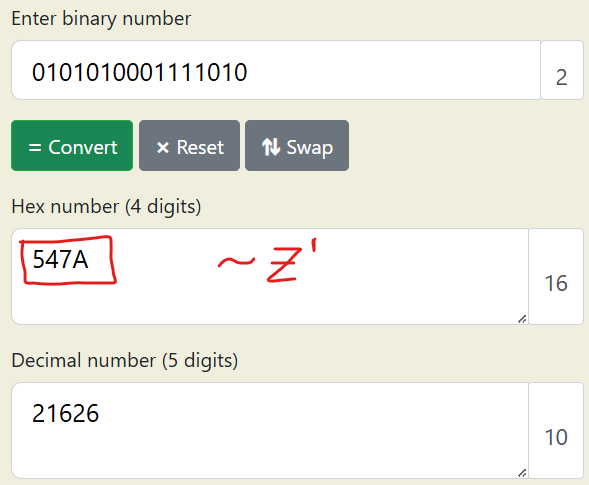 Enter binary number
0101010001111010 2
= Convert × Reset ⇅ Swap
Hex number (4 digits)
547A ~ Z' 16
Decimal number (5 digits)
21626 10